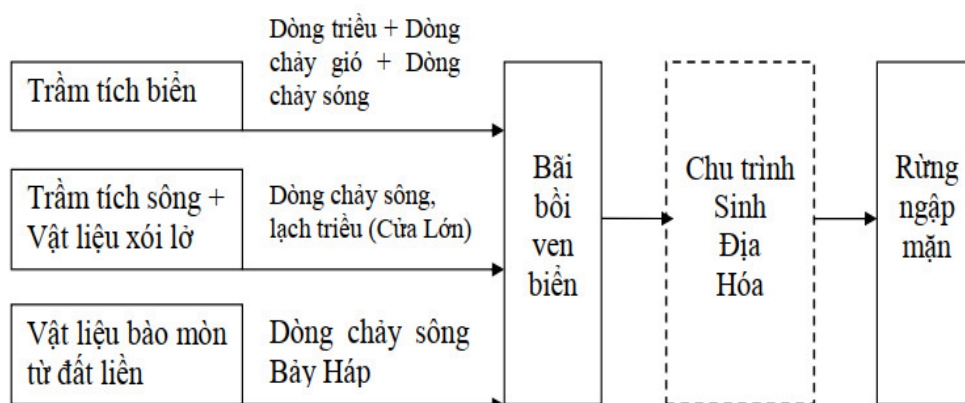 Trầm tích biển
Dòng triều + Dòng
chảy gió + Dòng
chảy sóng
Trầm tích sông +
Vật liệu xói lở
Dòng chảy sông,
lạch triều (Cửa Lớn)
Vật liệu bào mòn
từ đất liền
Dòng chảy sông
Bảy Háp
Bãi
bồi
ven
biển
Chu trình
Sinh
Địa
Hóa
Rừng
ngập
mặn